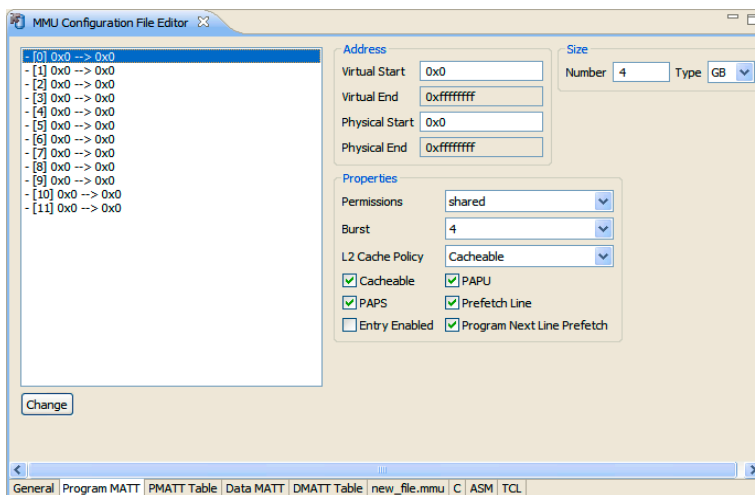 MMU Configuration File Editor
- [0] 0x0 --> 0x0
- [1] 0x0 --> 0x0
- [2] 0x0 --> 0x0
- [3] 0x0 --> 0x0
- [4] 0x0 --> 0x0
- [5] 0x0 --> 0x0
- [6] 0x0 --> 0x0
- [7] 0x0 --> 0x0
- [8] 0x0 --> 0x0
- [9] 0x0 --> 0x0
- [10] 0x0 --> 0x0
- [11] 0x0 --> 0x0
Change
Address
Virtual Start 0x0
Virtual End 0xffffffff
Physical Start 0x0
Physical End 0xffffffff
Size
Number 4 Type GB
Properties
Permissions shared
Burst 4
L2 Cache Policy Cacheable
Cacheable PAPU
PAPS Prefetch Line
Entry Enabled Program Next Line Prefetch
General Program MATT PMATT Table Data MATT DMATT Table new_file.mmu C ASM TCL